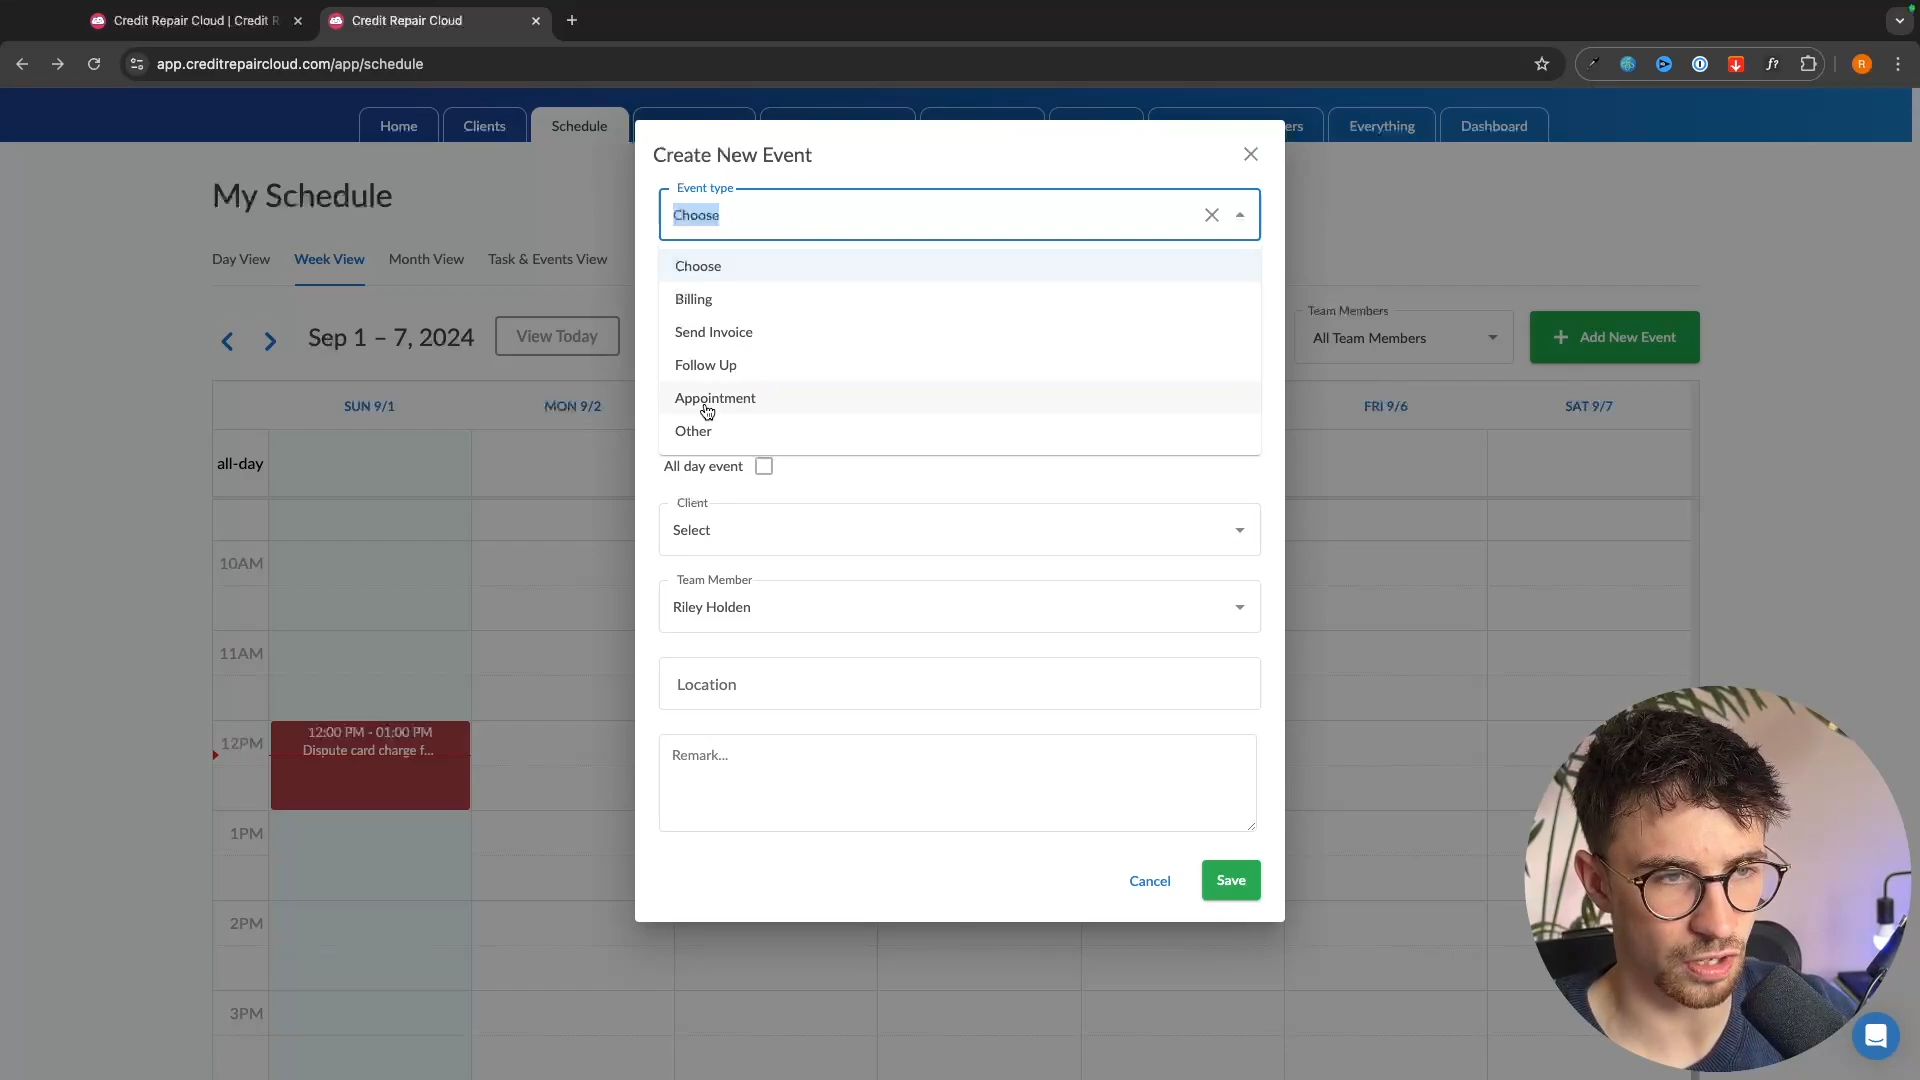 Credit Repair Cloud | Credit R
Credit Repair Cloud
app.creditrepaircloud.com/app/schedule
R
Home
Clients
Schedule
ers
Everything
Dashboard
My Schedule
Day View
Week View
Month View
Task & Events View
Sep 1 – 7, 2024
View Today
Team Members
All Team Members
+ Add New Event
SUN 9/1
MON 9/2
FRI 9/6
SAT 9/7
all-day
10AM
11AM
12PM
1PM
2PM
3PM
12:00 PM - 01:00 PM
Dispute card charge f...
Create New Event
Event type
Choose
Choose
Billing
Send Invoice
Follow Up
Appointment
Other
All day event
Client
Select
Team Member
Riley Holden
Location
Remark...
Cancel
Save